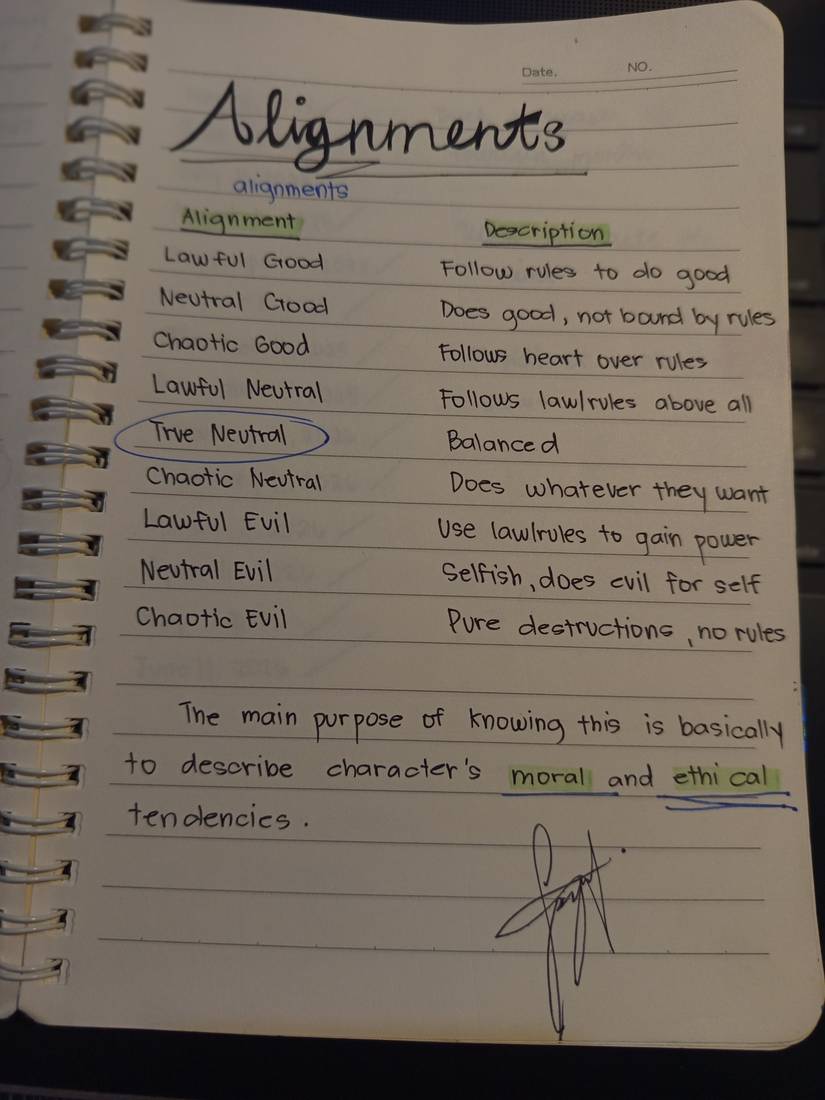 Date. NO.
Alignments
alignments
Alignment Description
Lawful Good Follow rules to do good
Neutral Good Does good, not bound by rules
Chaotic Good Follows heart over rules
Lawful Neutral Follows law/rules above all
True Neutral Balanced
Chaotic Neutral Does whatever they want
Lawful Evil Use law/rules to gain power
Neutral Evil Selfish, does evil for self
Chaotic Evil Pure destructions, no rules
The main purpose of knowing this is basically
to describe character's moral and ethical
tendencies.